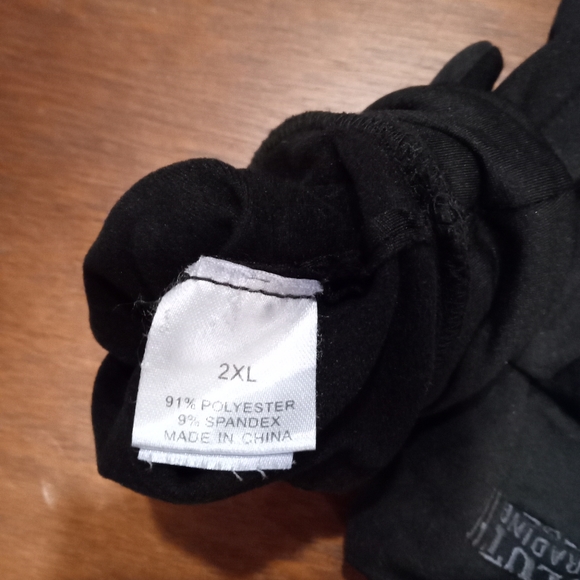 2XL
91% POLYESTER
9% SPANDEX
MADE IN CHINA